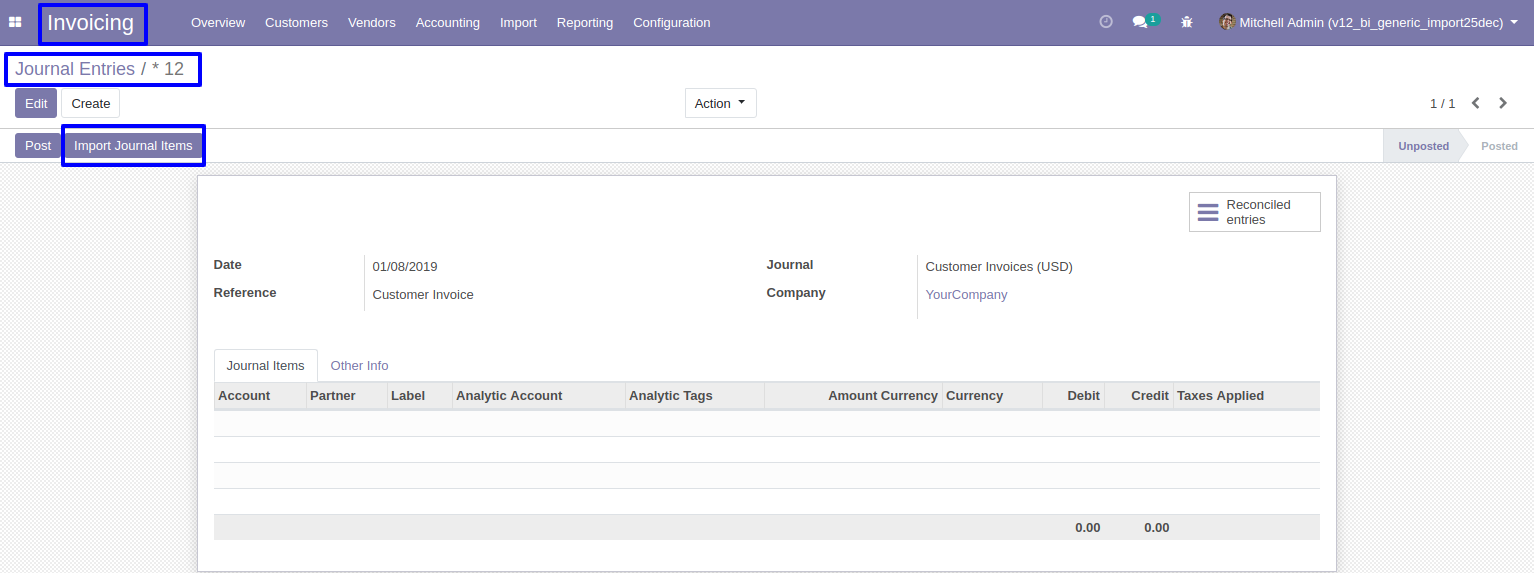 Invoicing Overview Customers Vendors Accounting Import Reporting Configuration 1 Mitchell Admin (v12_bi_generic_import25dec)
Journal Entries / * 12
Edit Create Action 1 / 1
Post Import Journal Items Unposted Posted
Reconciled
entries
Date 01/08/2019 Journal Customer Invoices (USD)
Reference Customer Invoice Company YourCompany
Journal Items Other Info
Account Partner Label Analytic Account Analytic Tags Amount Currency Currency Debit Credit Taxes Applied
0.00 0.00